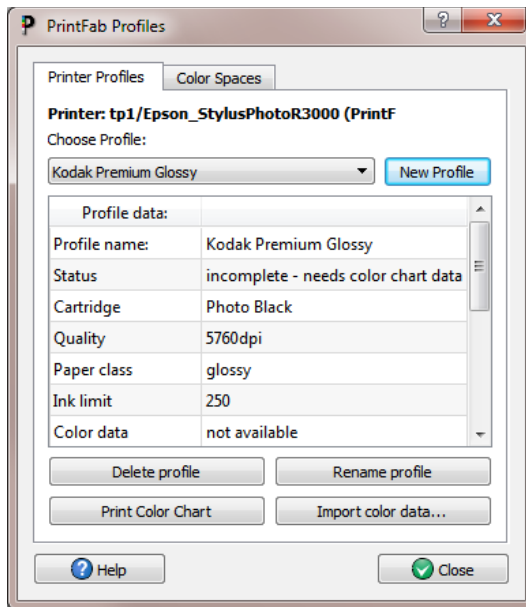 PrintFab Profiles
Printer Profiles Color Spaces
Printer: tp1/Epson_StylusPhotoR3000 (PrintF
Choose Profile:
Kodak Premium Glossy New Profile
Profile data:
Profile name: Kodak Premium Glossy
Status incomplete - needs color chart data
Cartridge Photo Black
Quality 5760dpi
Paper class glossy
Ink limit 250
Color data not available
Delete profile Rename profile
Print Color Chart Import color data...
Help Close